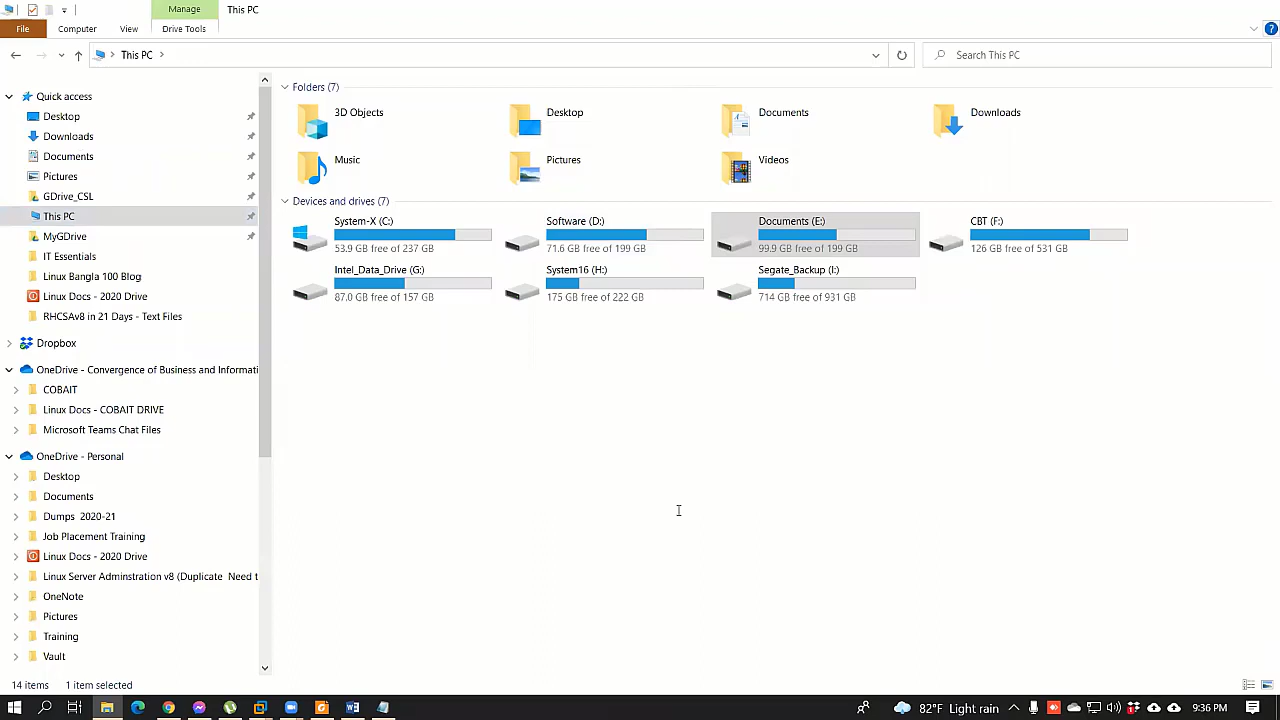 Manage
This PC
File
Computer
View
Drive Tools
This PC
Search This PC
Quick access
Desktop
Downloads
Documents
Pictures
GDrive_CSL
This PC
MyGDrive
IT Essentials
Linux Bangla 100 Blog
Linux Docs - 2020 Drive
RHCSAv8 in 21 Days - Text Files
Dropbox
OneDrive - Convergence of Business and Informati
COBAIT
Linux Docs - COBAIT DRIVE
Microsoft Teams Chat Files
OneDrive - Personal
Desktop
Documents
Dumps 2020-21
Job Placement Training
Linux Docs - 2020 Drive
Linux Server Adminstration v8 (Duplicate Need t
OneNote
Pictures
Training
Vault
Folders (7)
3D Objects
Desktop
Documents
Downloads
Music
Pictures
Videos
Devices and drives (7)
System-X (C:)
53.9 GB free of 237 GB
Software (D:)
71.6 GB free of 199 GB
Documents (E:)
99.9 GB free of 199 GB
CBT (F:)
126 GB free of 531 GB
Intel_Data_Drive (G:)
87.0 GB free of 157 GB
System16 (H:)
175 GB free of 222 GB
Segate_Backup (I:)
714 GB free of 931 GB
14 items
1 item selected
82°F Light rain
9:36 PM